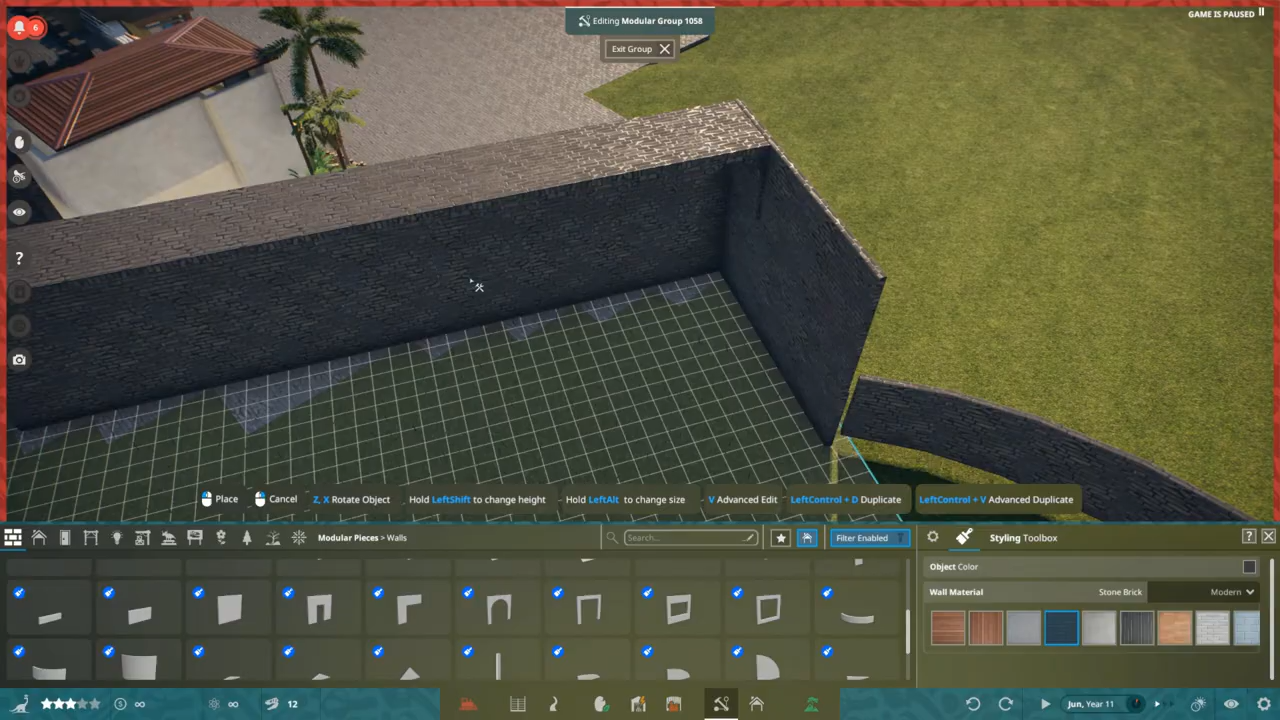 6
Editing Modular Group 1058
GAME IS PAUSED
Exit Group
?
Place
Cancel
Z, X Rotate Object
Hold LeftShift to change height
Hold LeftAlt to change size
V Advanced Edit
LeftControl + D Duplicate
LeftControl + V Advanced Duplicate
Modular Pieces > Walls
Search...
Filter Enabled
Styling Toolbox
?
Object Color
Wall Material
Stone Brick
Modern
∞
∞
12
Jun, Year 11